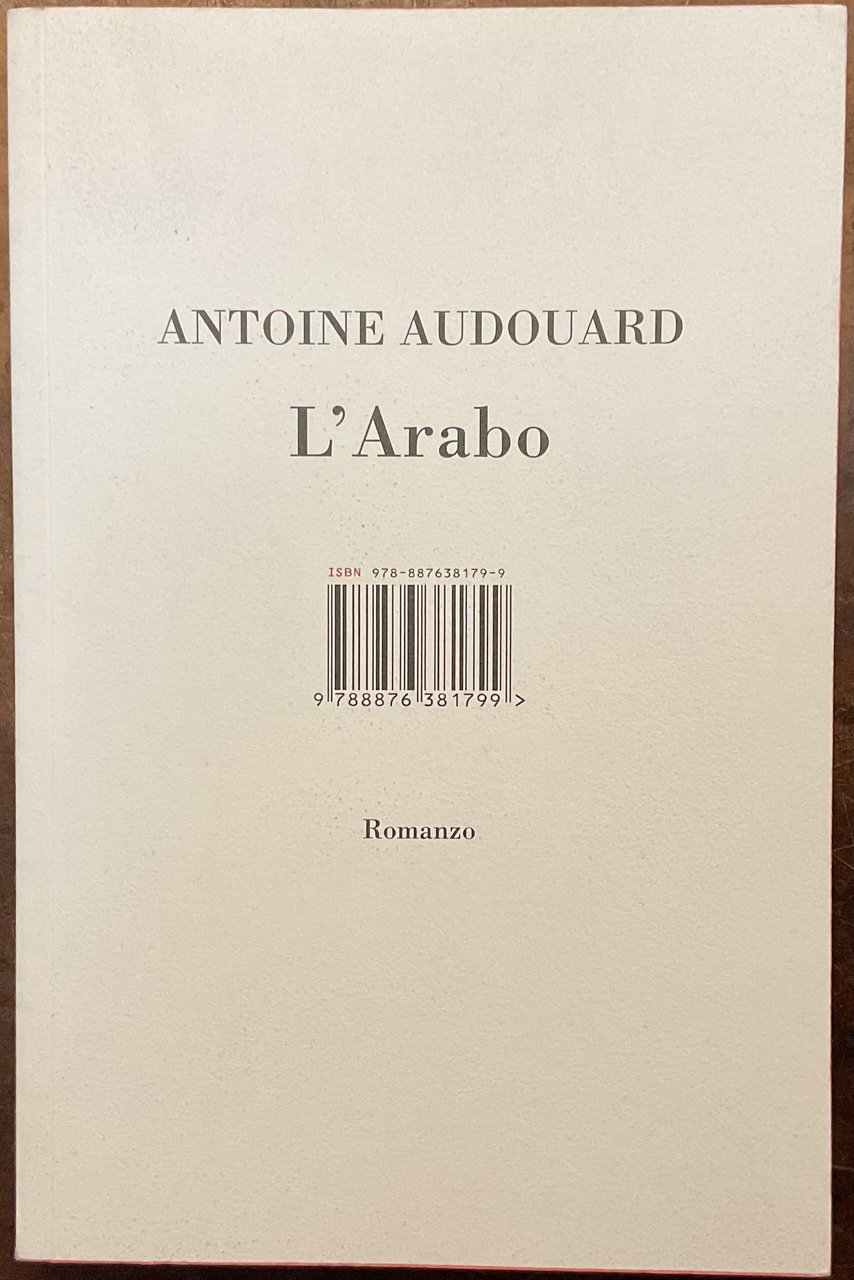 ANTOINE AUDOUARD
L’Arabo
ISBN 978-887638179-9
9 788876 381799 >
Romanzo